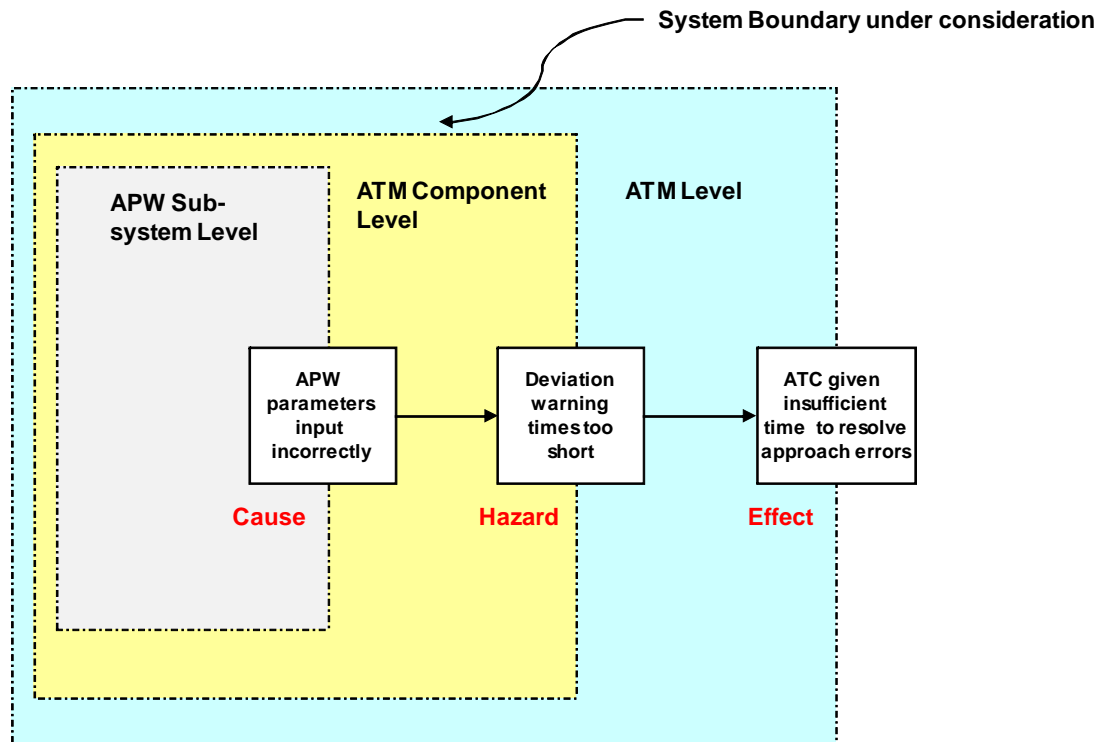 System Boundary under consideration
APW Sub-
system Level
ATM Component
Level
ATM Level
APW
parameters
input
incorrectly
Deviation
warning
times too
short
ATC given
insufficient
time to resolve
approach errors
Cause
Hazard
Effect